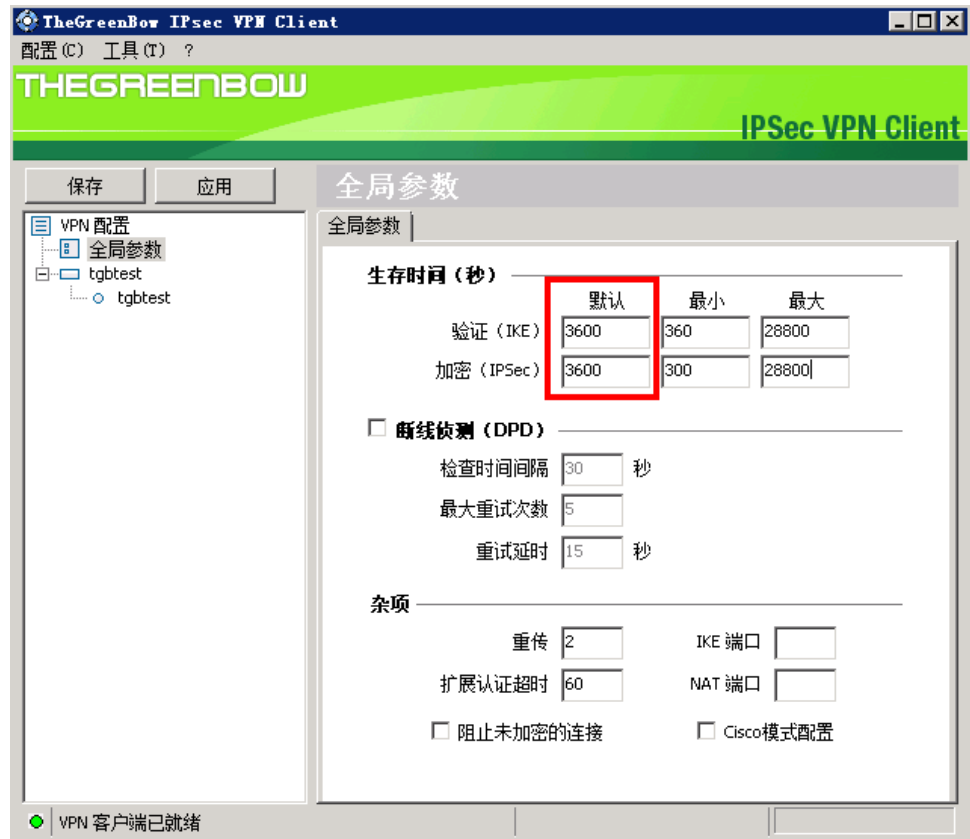 TheGreenBow IPsec VPN Client
配置(C) 工具(T) ?
THEGREENBOW
IPSec VPN Client
保存 应用
全局参数
VPN 配置
全局参数
tgbtest
tgbtest
全局参数
生存时间（秒）
默认 最小 最大
验证（IKE） 3600 360 28800
加密（IPSec） 3600 300 28800
断线侦测（DPD）
检查时间间隔 30 秒
最大重试次数 5
重试延时 15 秒
杂项
重传 2 IKE 端口
扩展认证超时 60 NAT 端口
阻止未加密的连接 Cisco模式配置
VPN 客户端已就绪